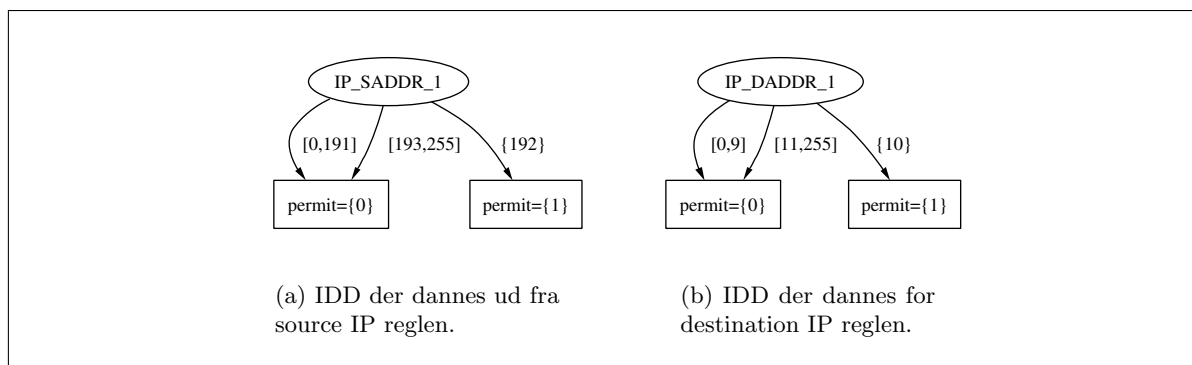 IP_SADDR_1
[0,191]
[193,255]
{192}
permit={0}
permit={1}
(a) IDD der dannes ud fra
source IP reglen.
IP_DADDR_1
[0,9]
[11,255]
{10}
permit={0}
permit={1}
(b) IDD der dannes for
destination IP reglen.